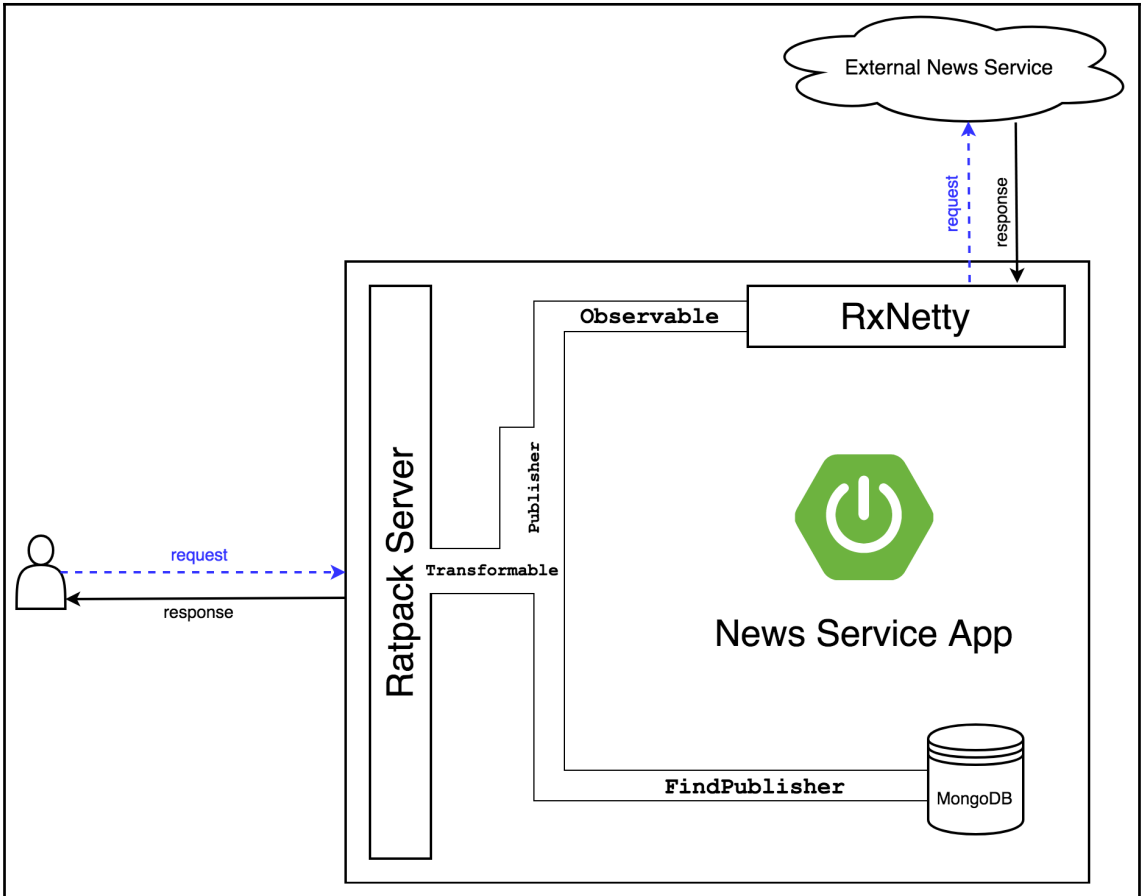 External News Service
request
response
Observable
RxNetty
Publisher
Ratpack Server
request
Transformable
response
News Service App
FindPublisher
MongoDB